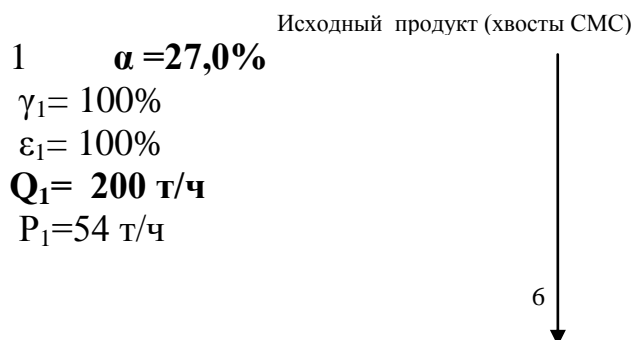 Исходный продукт (хвосты СМС)
1 α =27,0%
γ₁= 100%
ε₁= 100%
Q₁= 200 т/ч
P₁=54 т/ч
6